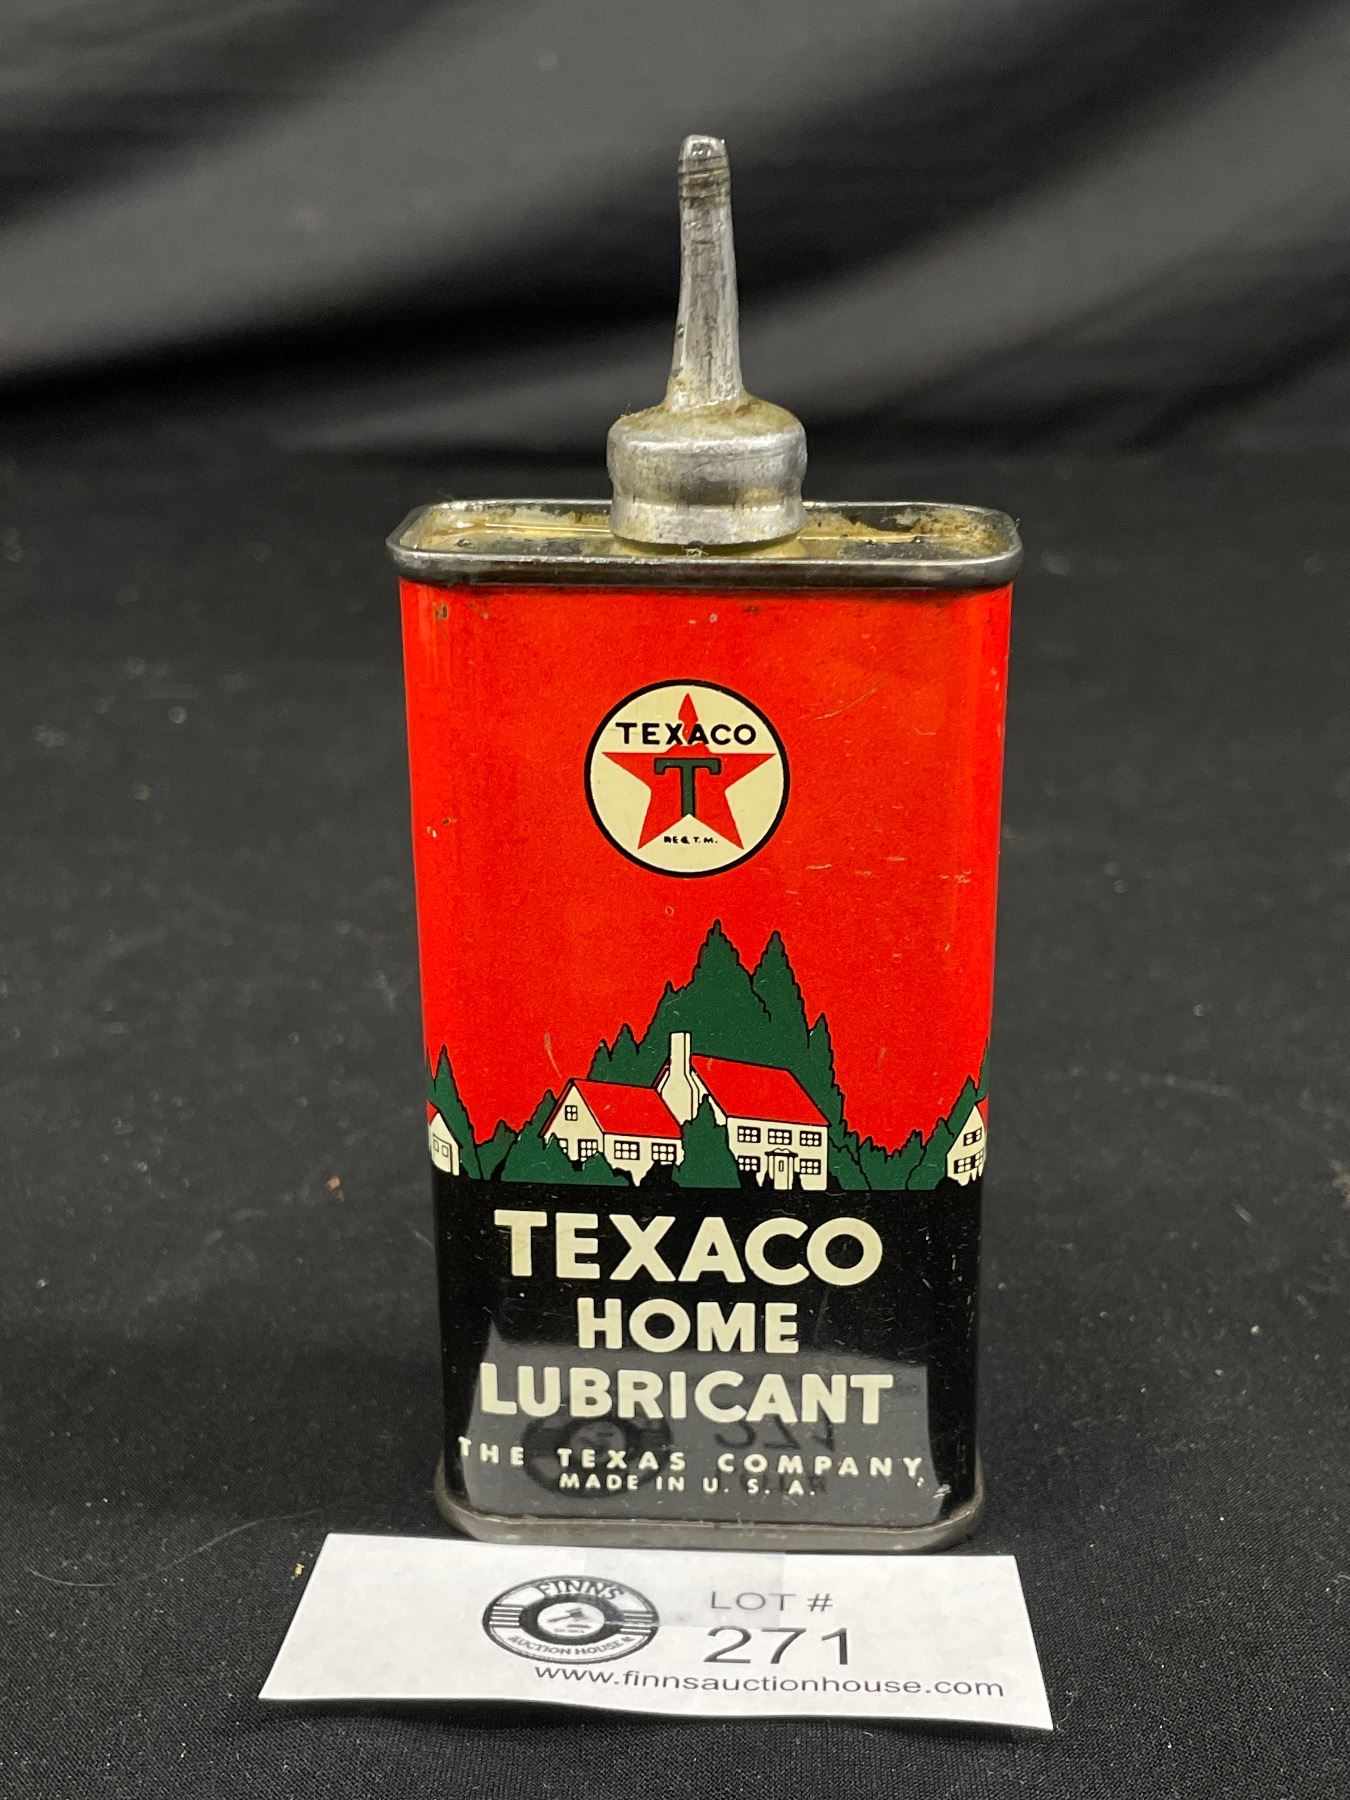 TEXACO
T
REG. T.M.
TEXACO
HOME
LUBRICANT
THE TEXAS COMPANY
MADE IN U. S. A.
FINNS
AUCTION HOUSE
LOT #
271
www.finnsauctionhouse.com